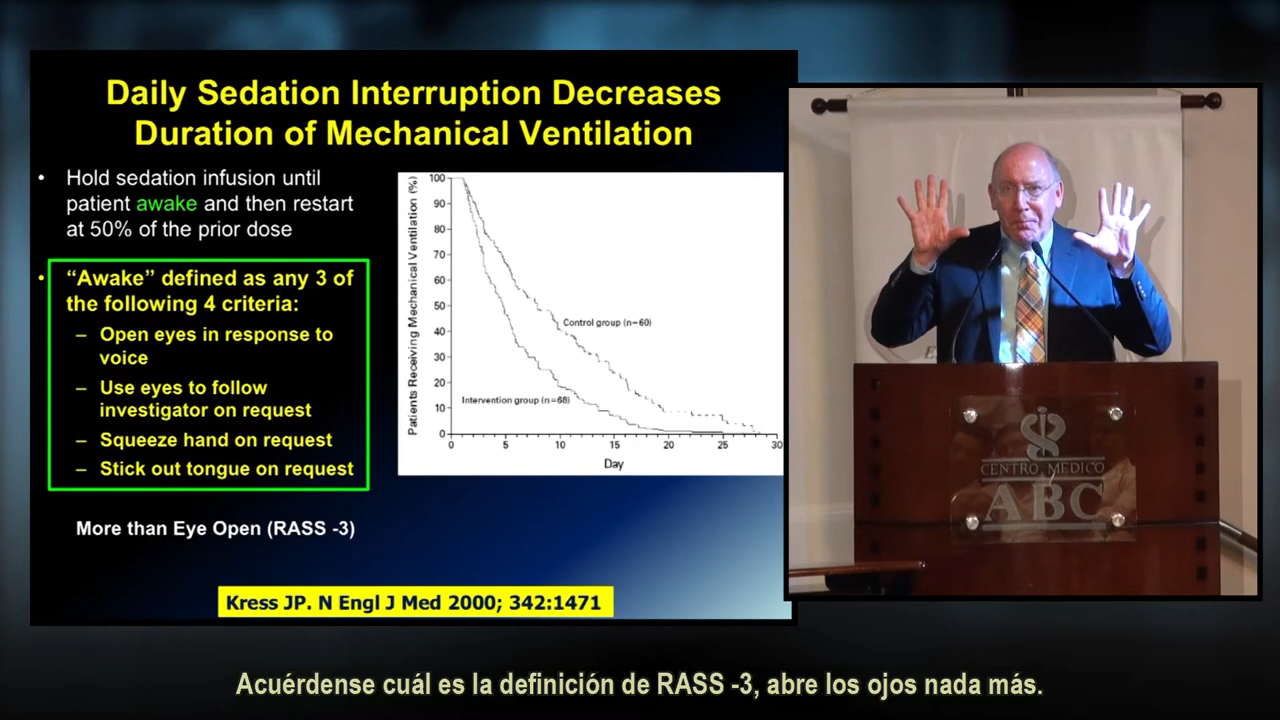 Daily Sedation Interruption Decreases
Duration of Mechanical Ventilation
• Hold sedation infusion until
patient awake and then restart
at 50% of the prior dose
• “Awake” defined as any 3 of
the following 4 criteria:
– Open eyes in response to
voice
– Use eyes to follow
investigator on request
– Squeeze hand on request
– Stick out tongue on request
More than Eye Open (RASS -3)
Patients Receiving Mechanical Ventilation (%)
100
90
80
70
60
50
40
30
20
10
0
Control group (n=60)
Intervention group (n=68)
0 5 10 15 20 25 30
Day
Kress JP. N Engl J Med 2000; 342:1471
CENTRO MEDICO
ABC
Acuérdense cuál es la definición de RASS -3, abre los ojos nada más.